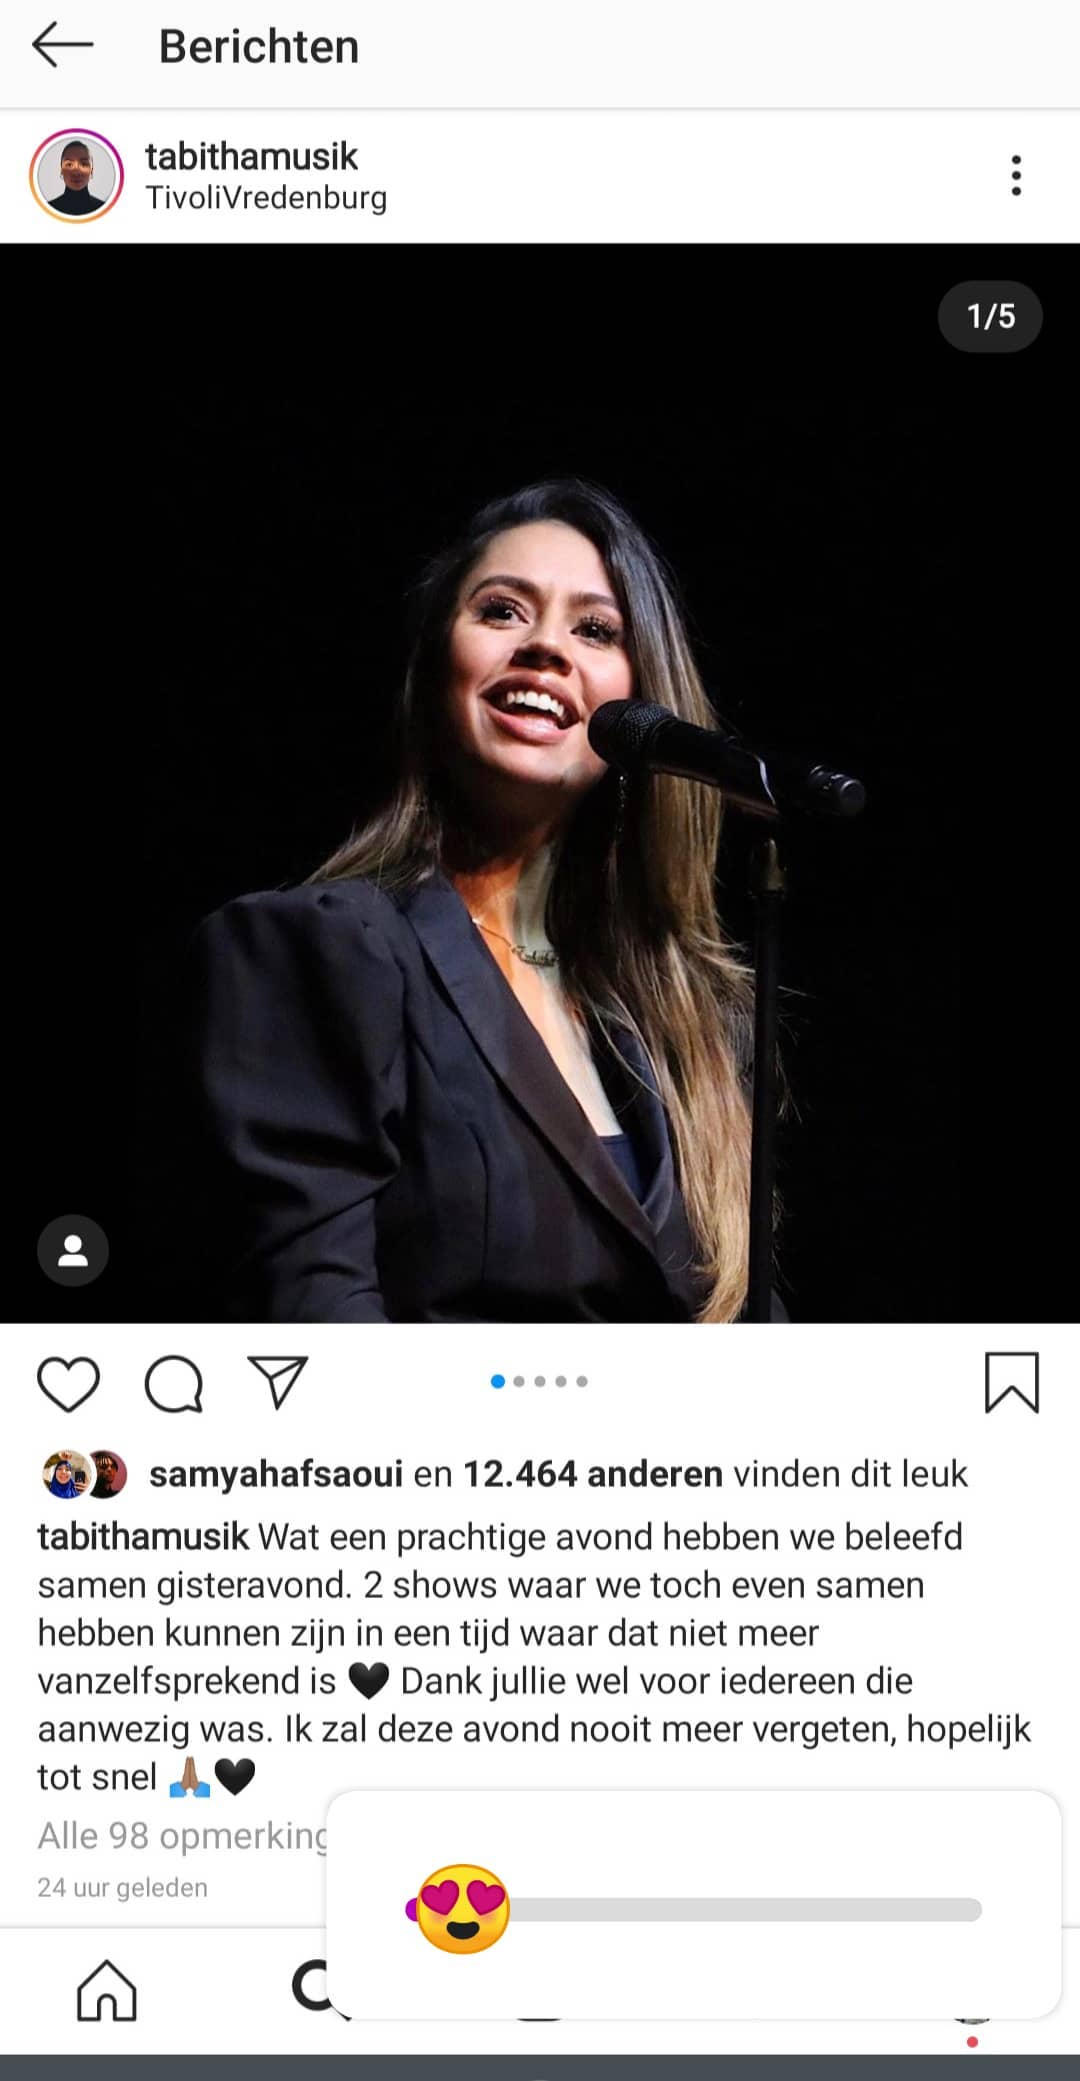 Berichten
tabithamusik
TivoliVredenburg
1/5
samyahafsaoui en 12.464 anderen vinden dit leuk
tabithamusik Wat een prachtige avond hebben we beleefd
samen gisteravond. 2 shows waar we toch even samen
hebben kunnen zijn in een tijd waar dat niet meer
vanzelfsprekend is 🖤 Dank jullie wel voor iedereen die
aanwezig was. Ik zal deze avond nooit meer vergeten, hopelijk
tot snel 🙏🏽🖤
Alle 98 opmerking
24 uur geleden